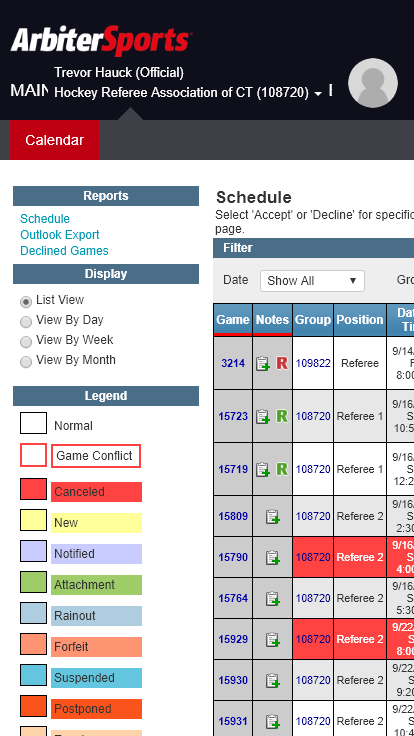 ArbiterSports
Trevor Hauck (Official)
MAIN Hockey Referee Association of CT (108720)
Calendar
Reports
Schedule
Outlook Export
Declined Games
Display
List View
View By Day
View By Week
View By Month
Legend
Normal
Game Conflict
Canceled
New
Notified
Attachment
Rainout
Forfeit
Suspended
Postponed
Schedule
Select 'Accept' or 'Decline' for specific
page.
Filter
Date Show All
Game Notes Group Position
3214 R 109822 Referee 9/14/
8:00
15723 R 108720 Referee 1 9/16/
S
10:5
15719 R 108720 Referee 1 9/16/
S
12:2
15809 108720 Referee 2 9/16/
S
2:30
15790 108720 Referee 2 9/16/
S
4:00
15764 108720 Referee 2 9/16/
S
5:30
15929 108720 Referee 2 9/22/
S
8:00
15930 108720 Referee 2 9/22/
S
9:20
15931 108720 Referee 2 9/22/
S
10:4